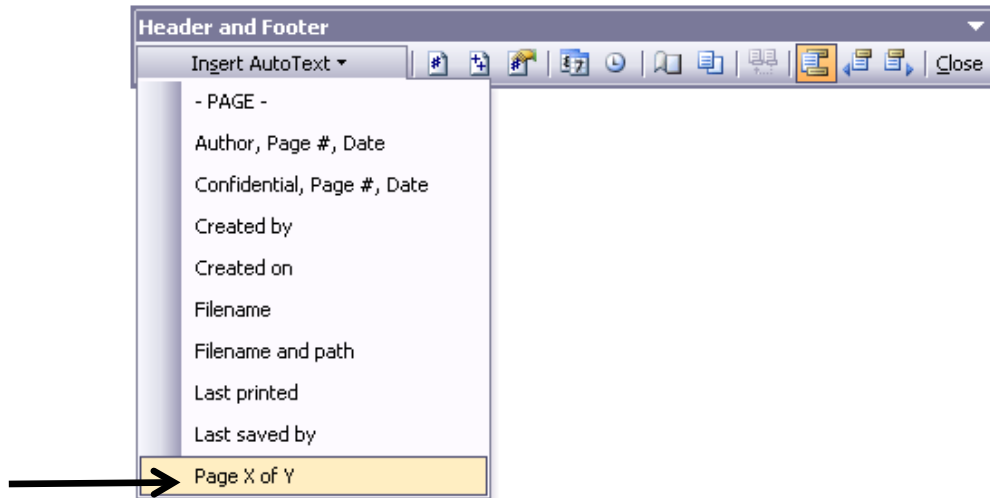 Header and Footer
Insert AutoText Close
- PAGE -
Author, Page #, Date
Confidential, Page #, Date
Created by
Created on
Filename
Filename and path
Last printed
Last saved by
Page X of Y